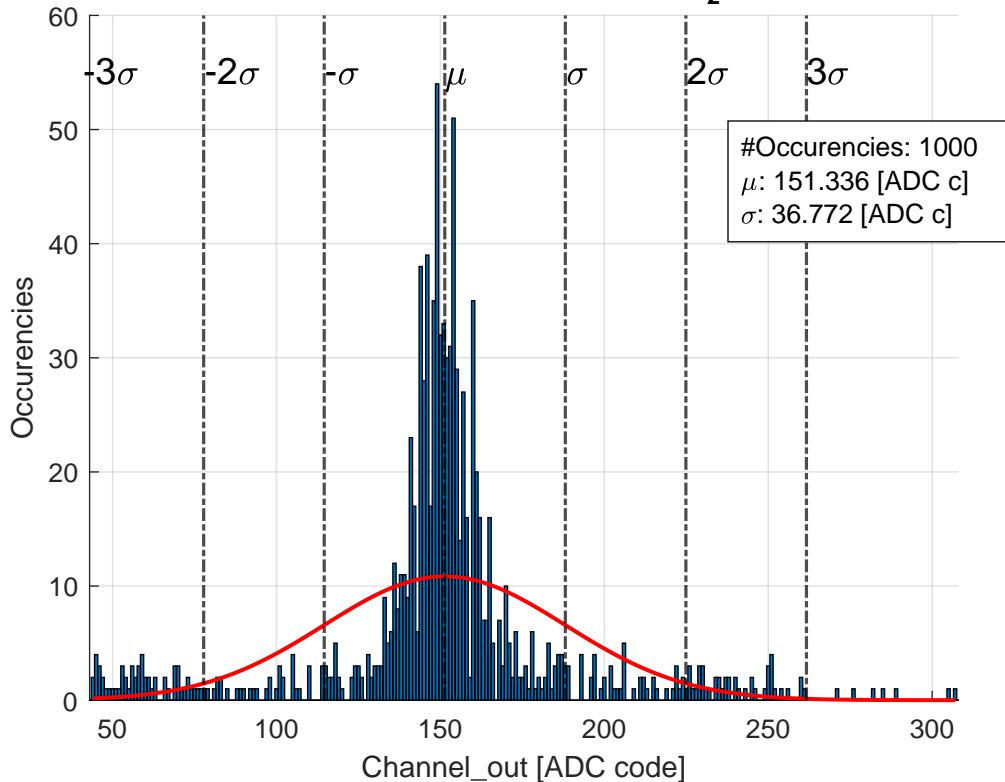 2
60
50
40
30
20
10
0
-3σ
-2σ
-σ
μ
σ
2σ
3σ
#Occurencies: 1000
μ: 151.336 [ADC c]
σ: 36.772 [ADC c]
Occurencies
50
100
150
200
250
300
Channel_out [ADC code]